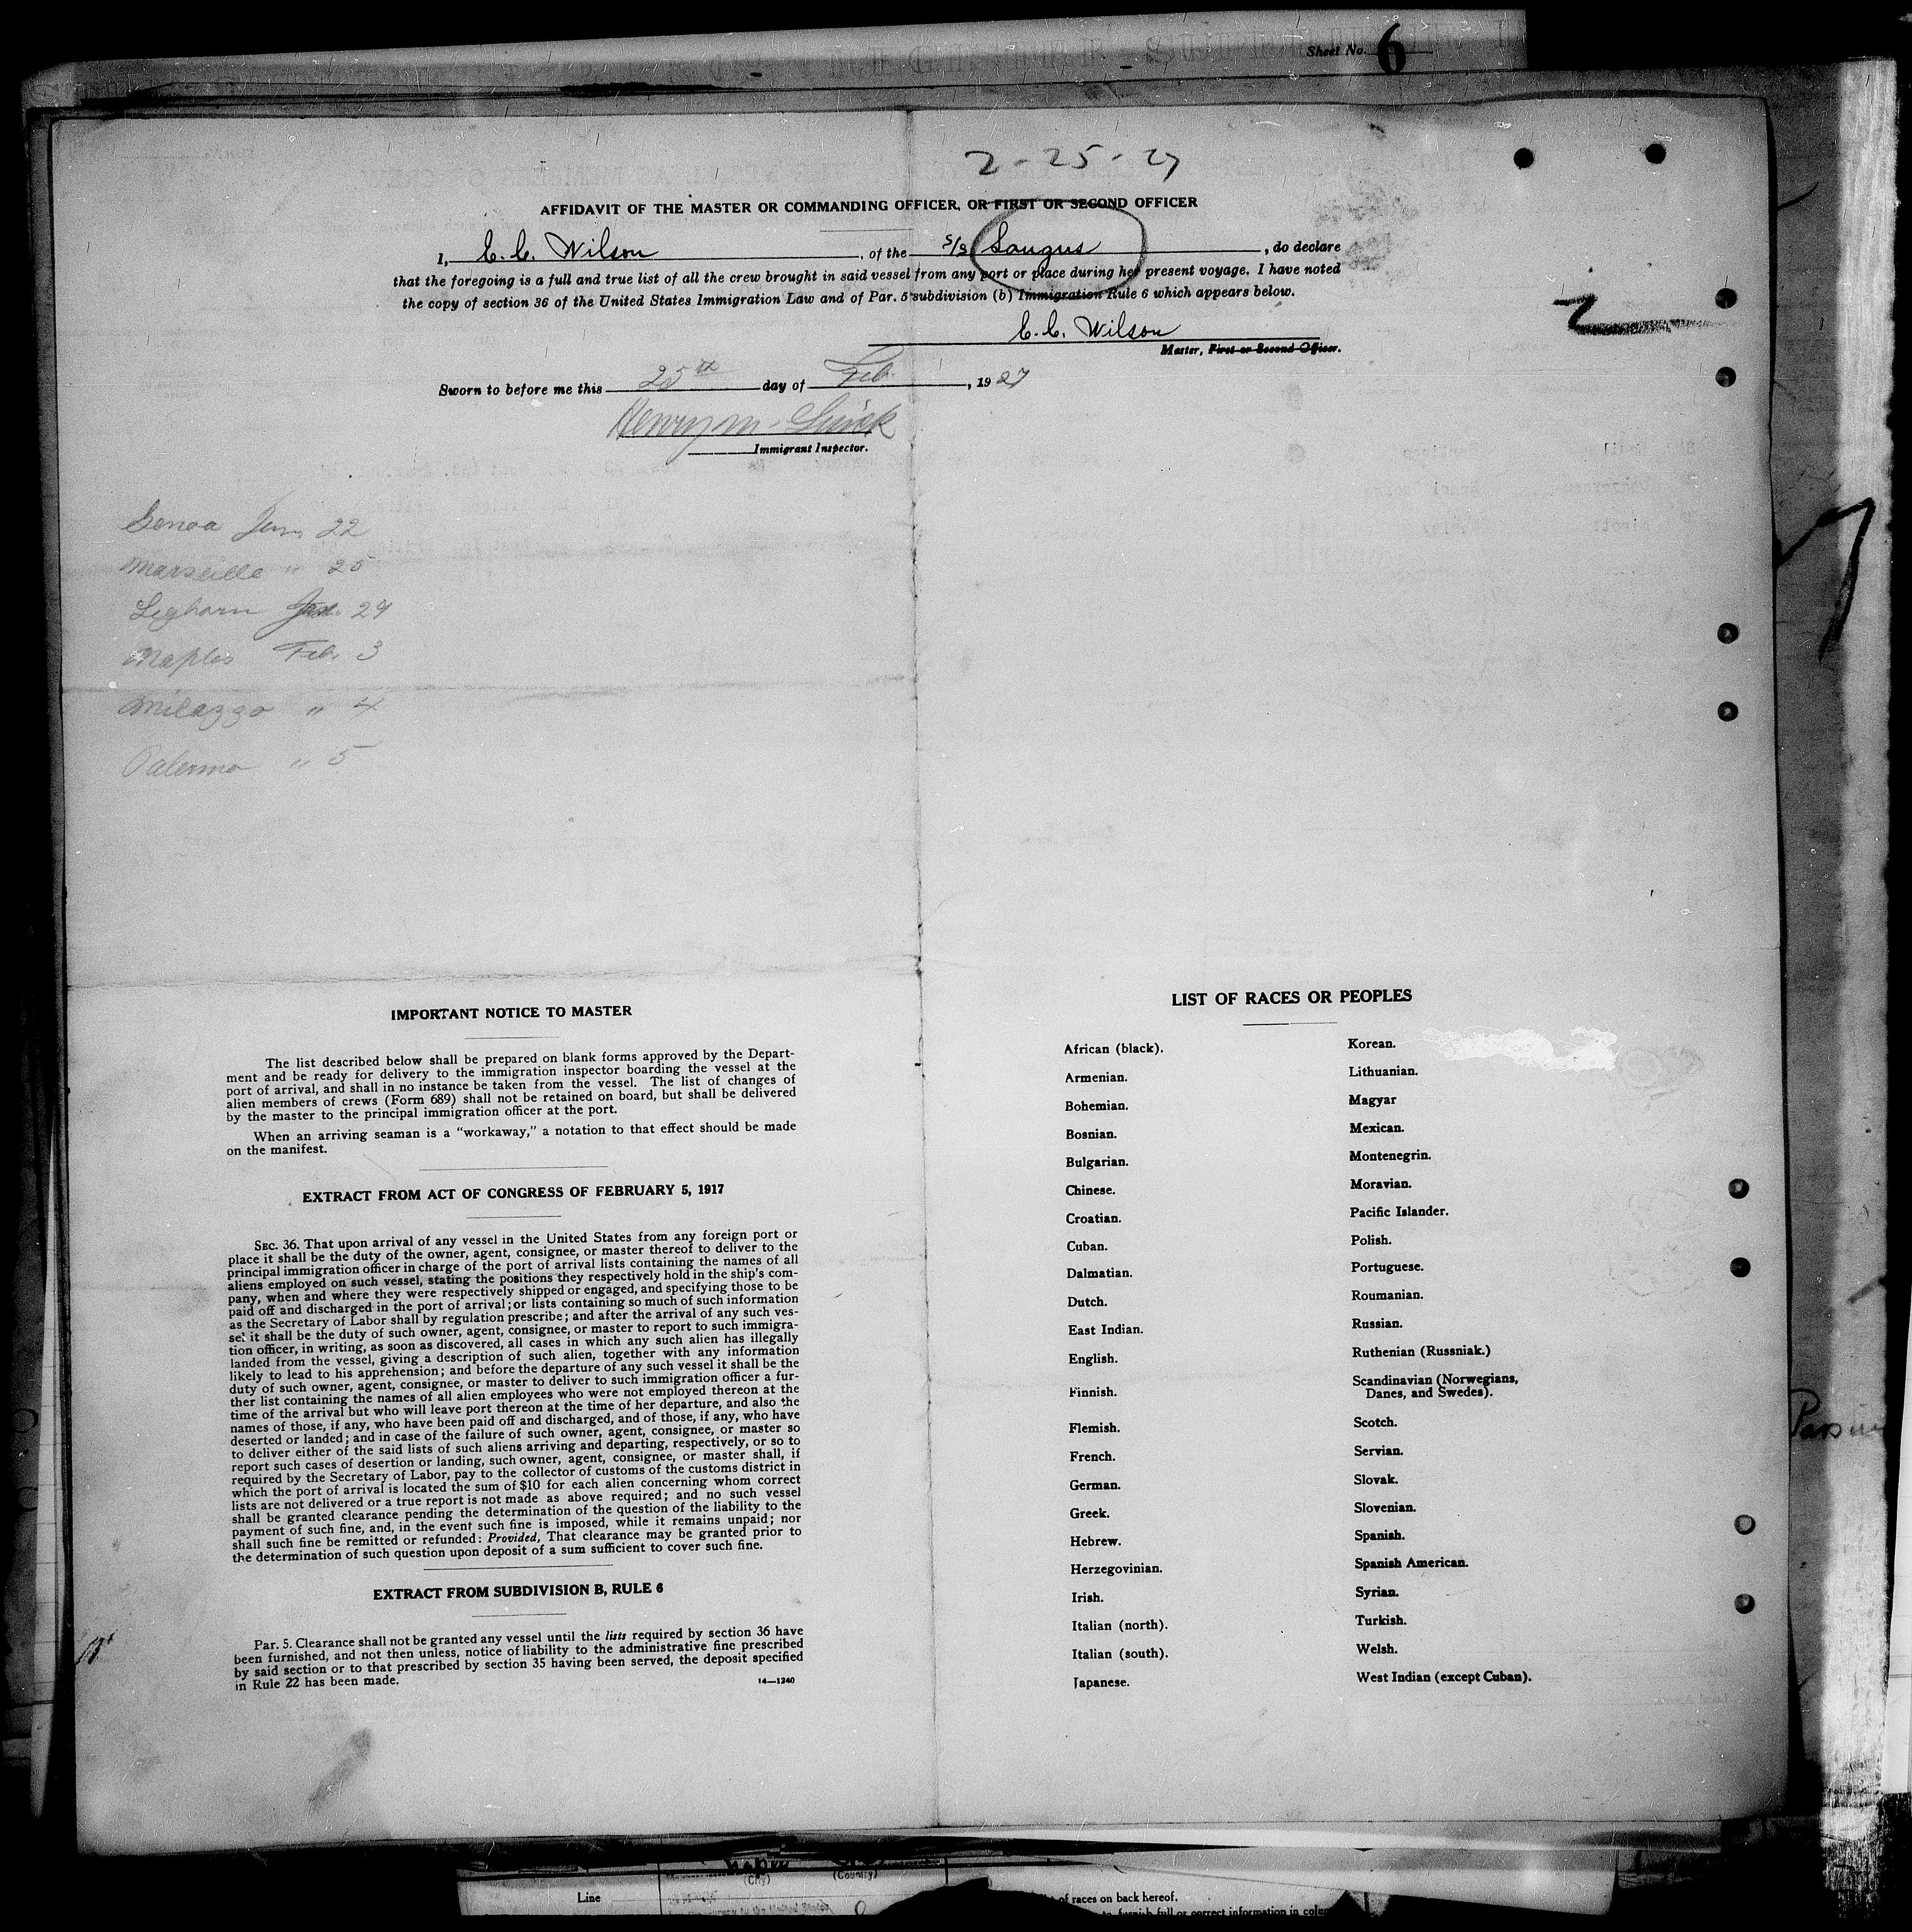 Sheet No. 6
2-25-27
AFFIDAVIT OF THE MASTER OR COMMANDING OFFICER, OR FIRST OR SECOND OFFICER
I, C. C. Wilson, of the S/S Saugus, do declare
that the foregoing is a full and true list of all the crew brought in said vessel from any port or place during her present voyage. I have noted
the copy of section 36 of the United States Immigration Law and of Par. 5 subdivision (b) Immigration Rule 6 which appears below.
2
C. C. Wilson
Master, First or Second Officer.
Sworn to before me this 25th day of Feb., 1927
Henry M.
Immigrant Inspector.
Genoa Jan 22
Marseille " 25
Leghorn Jan. 29
Naples Feb. 3
Milazzo " 4
Palermo " 5
IMPORTANT NOTICE TO MASTER
The list described below shall be prepared on blank forms approved by the Depart-
ment and be ready for delivery to the immigration inspector boarding the vessel at the
port of arrival, and shall in no instance be taken from the vessel. The list of changes of
alien members of crews (Form 689) shall not be retained on board, but shall be delivered
by the master to the principal immigration officer at the port.
When an arriving seaman is a "workaway," a notation to that effect should be made
on the manifest.
EXTRACT FROM ACT OF CONGRESS OF FEBRUARY 5, 1917
SEC. 36. That upon arrival of any vessel in the United States from any foreign port or
place it shall be the duty of the owner, agent, consignee, or master thereof to deliver to the
principal immigration officer in charge of the port of arrival lists containing the names of all
aliens employed on such vessel, stating the positions they respectively hold in the ship's com-
pany, when and where they were respectively shipped or engaged, and specifying those to be
paid off and discharged in the port of arrival; or lists containing so much of such information
as the Secretary of Labor shall by regulation prescribe; and after the arrival of any such ves-
sel it shall be the duty of such owner, agent, consignee, or master to report to such immigra-
tion officer, in writing, as soon as discovered, all cases in which any such alien has illegally
landed from the vessel, giving a description of such alien, together with any information
likely to lead to his apprehension; and before the departure of any such vessel it shall be the
duty of such owner, agent, consignee, or master to deliver to such immigration officer a fur-
ther list containing the names of all alien employees who were not employed thereon at the
time of the arrival but who will leave port thereon at the time of her departure, and also the
names of those, if any, who have been paid off and discharged, and of those, if any, who have
deserted or landed; and in case of the failure of such owner, agent, consignee, or master so
to deliver either of the said lists of such aliens arriving and departing, respectively, or so to
report such cases of desertion or landing, such owner, agent, consignee, or master shall, if
required by the Secretary of Labor, pay to the collector of customs of the customs district in
which the port of arrival is located the sum of $10 for each alien concerning whom correct
lists are not delivered or a true report is not made as above required; and no such vessel
shall be granted clearance pending the determination of the question of the liability to the
payment of such fine, and, in the event such fine is imposed, while it remains unpaid; nor
shall such fine be remitted or refunded: Provided, That clearance may be granted prior to
the determination of such question upon deposit of a sum sufficient to cover such fine.
EXTRACT FROM SUBDIVISION B, RULE 6
Par. 5. Clearance shall not be granted any vessel until the lists required by section 36 have
been furnished, and not then unless, notice of liability to the administrative fine prescribed
by said section or to that prescribed by section 35 having been served, the deposit specified
in Rule 22 has been made.
14—1240
LIST OF RACES OR PEOPLES
African (black).
Armenian.
Bohemian.
Bosnian.
Bulgarian.
Chinese.
Croatian.
Cuban.
Dalmatian.
Dutch.
East Indian.
English.
Finnish.
Flemish.
French.
German.
Greek.
Hebrew.
Herzegovinian.
Irish.
Italian (north).
Italian (south).
Japanese.
Korean.
Lithuanian.
Magyar
Mexican.
Montenegrin.
Moravian.
Pacific Islander.
Polish.
Portuguese.
Roumanian.
Russian.
Ruthenian (Russniak.)
Scandinavian (Norwegians,
Danes, and Swedes).
Scotch.
Servian.
Slovak.
Slovenian.
Spanish.
Spanish American.
Syrian.
Turkish.
Welsh.
West Indian (except Cuban).
(City)
(Country)
Line
of races on back hereof.
to furnish full or correct information in